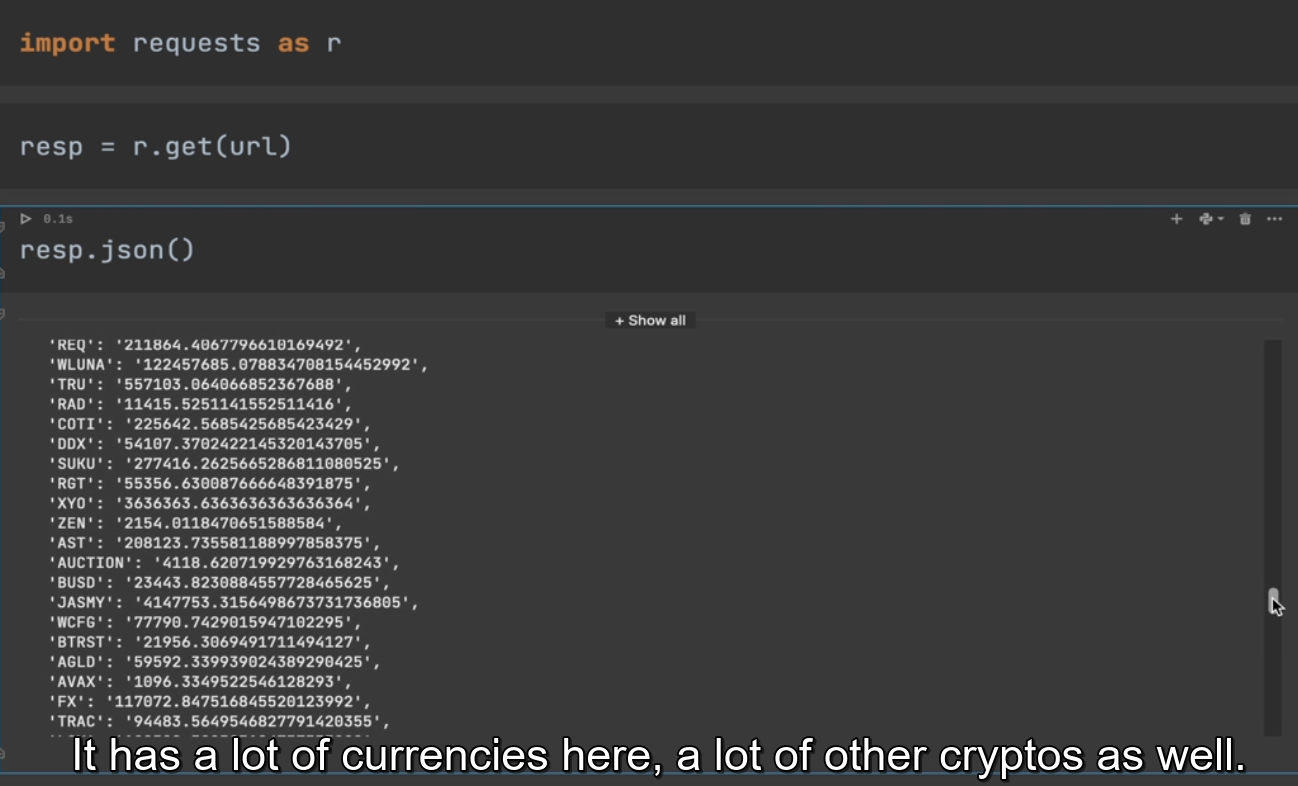 import requests as r
resp = r.get(url)
0.1s
resp.json()
+ Show all
'REQ': '211864.4067796610169492',
'WLUNA': '122457685.078834708154452992',
'TRU': '557103.064066852367688',
'RAD': '11415.5251141552511416',
'COTI': '225642.5685425685423429',
'DDX': '54107.3702422145320143705',
'SUKU': '277416.2625665286811080525',
'RGT': '55356.630087666648391875',
'XYO': '3636363.6363636363636364',
'ZEN': '2154.0118470651588584',
'AST': '208123.735581188997858375',
'AUCTION': '4118.620719929763168243',
'BUSD': '23443.8230884557728465625',
'JASMY': '4147753.3156498673731736805',
'WCFG': '77790.7429015947102295',
'BTRST': '21956.3069491711494127',
'AGLD': '59592.339939024389290425',
'AVAX': '1096.3349522546128293',
'FX': '117072.847516845520123992',
'TRAC': '94483.5649546827791420355',
It has a lot of currencies here, a lot of other cryptos as well.